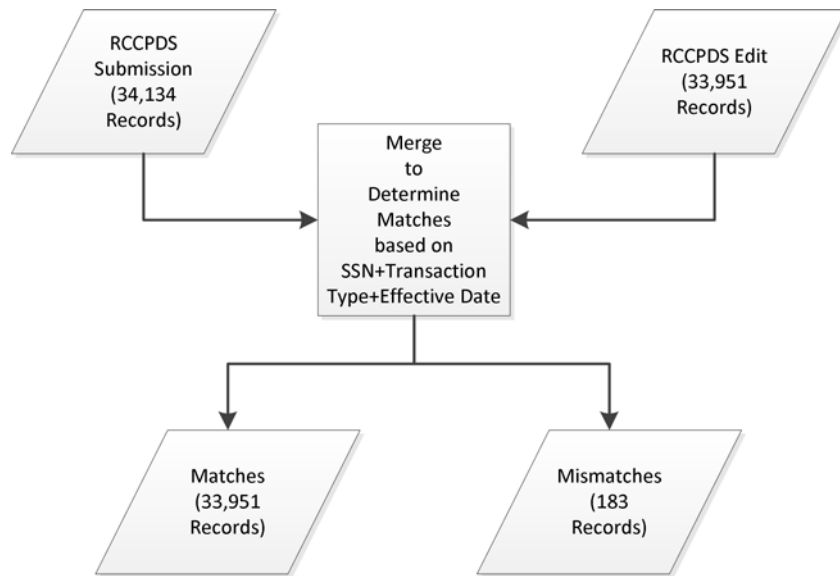 RCCPDS
Submission
(34,134
Records)
RCCPDS Edit
(33,951
Records)
Merge
to
Determine
Matches
based on
SSN+Transaction
Type+Effective Date
Matches
(33,951
Records)
Mismatches
(183
Records)